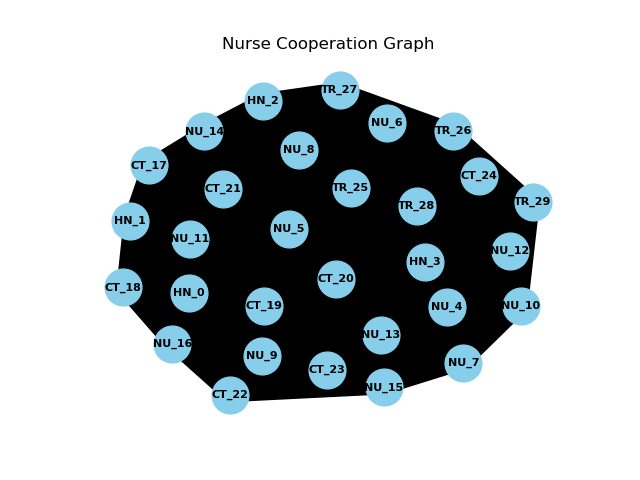 Nurse Cooperation Graph
TR_27
HN_2
NU_6
NU_14
TR_26
NU_8
CT_17
CT_24
CT_21
TR_25
TR_29
TR_28
HN_1
NU_5
NU_11
NU_12
HN_3
CT_20
CT_18
HN_0
CT_19
NU_4
NU_10
NU_13
NU_16
NU_9
NU_7
CT_23
NU_15
CT_22